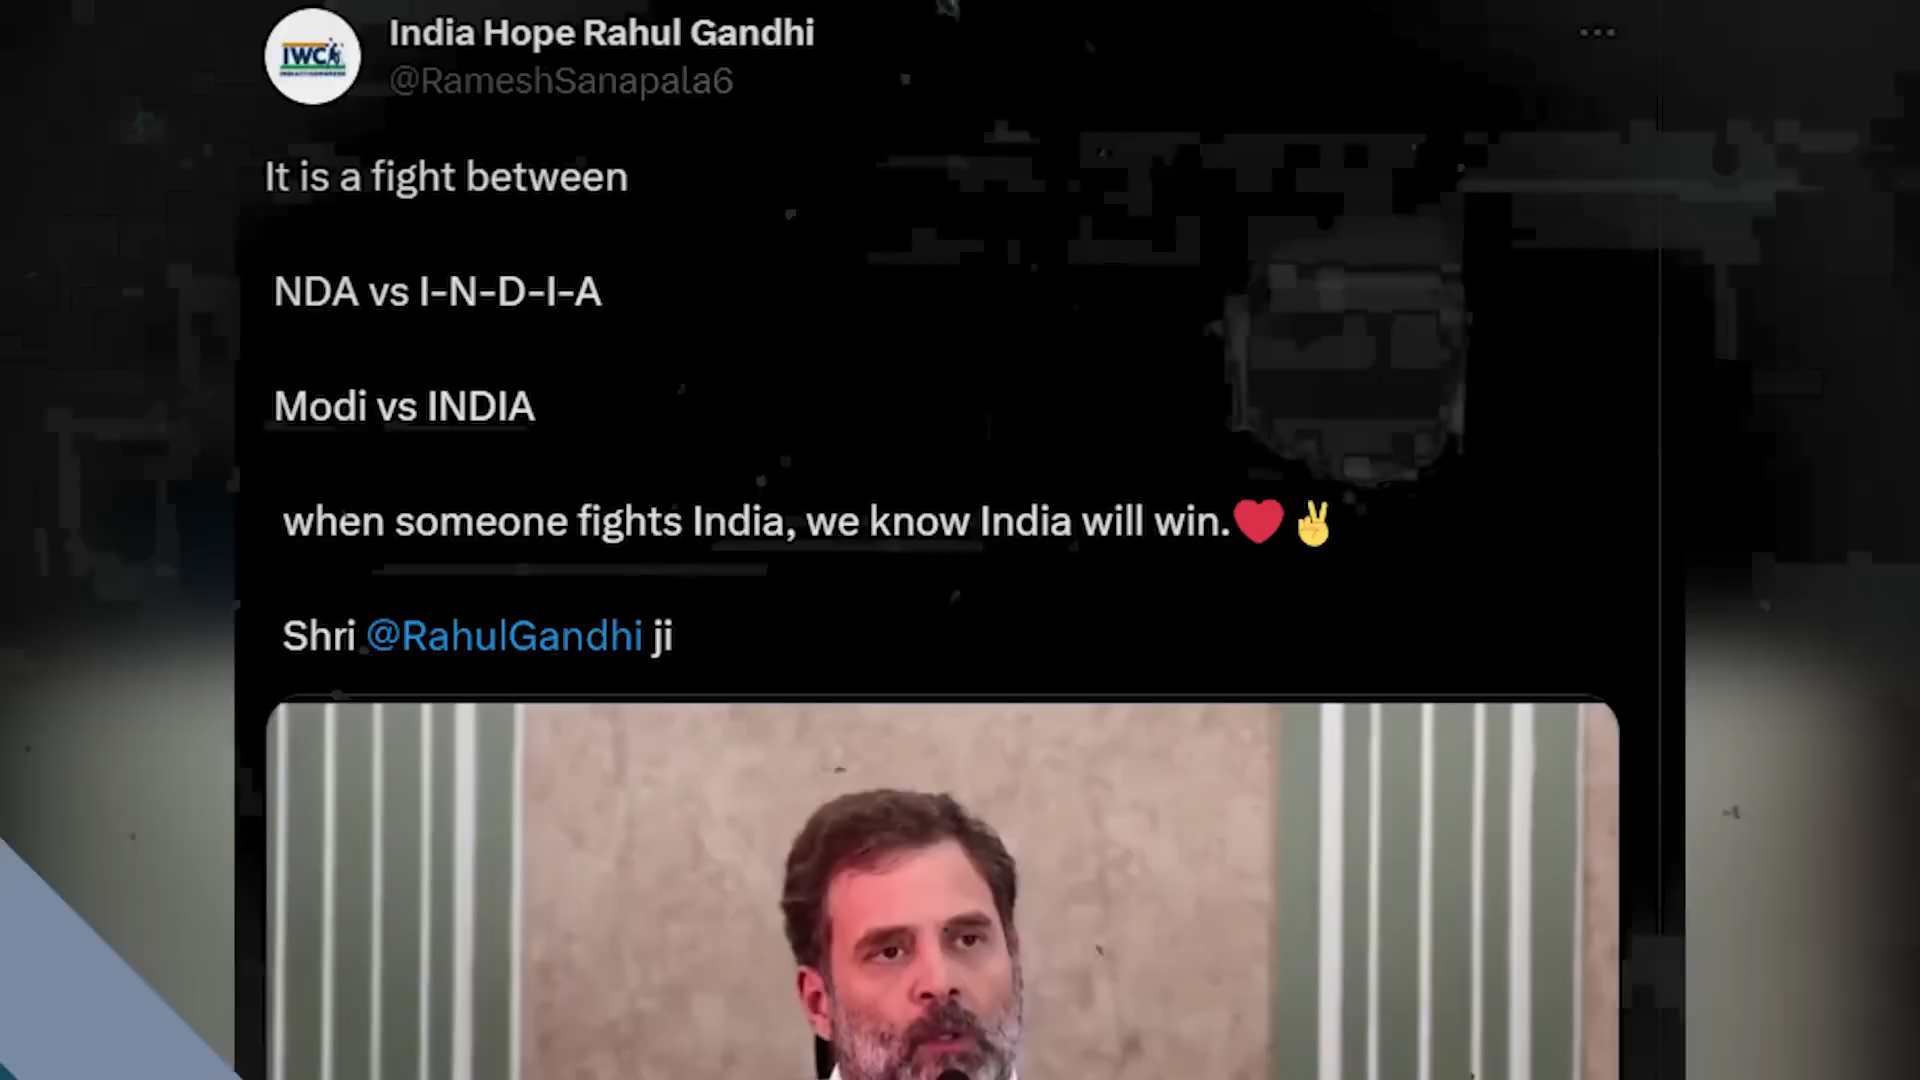 India Hope Rahul Gandhi
@RameshSanapala6
IWC
It is a fight between
NDA vs I-N-D-I-A
Modi vs INDIA
when someone fights India, we know India will win.❤️✌️
Shri @RahulGandhi ji